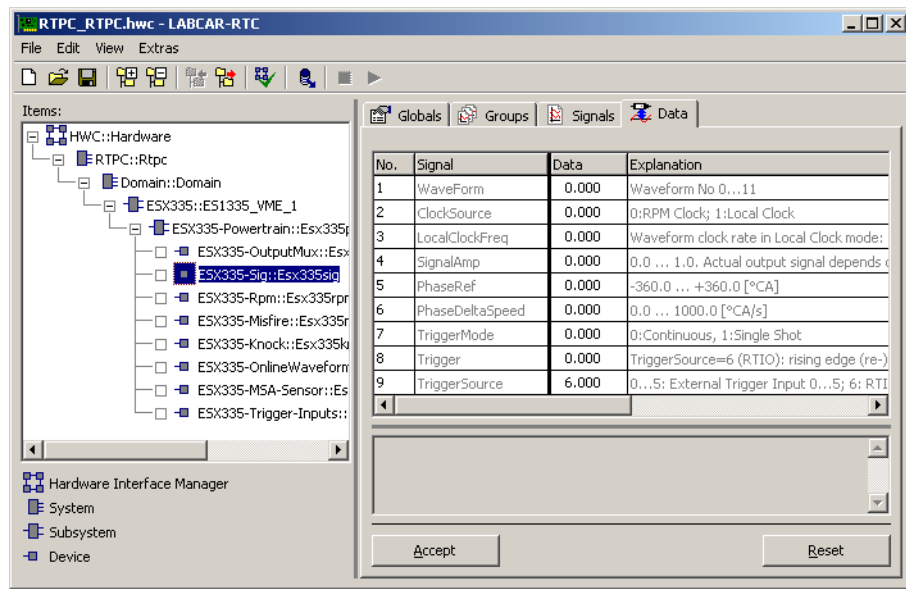 RTPC_RTPC.hwc - LABCAR-RTC
File Edit View Extras
Items:
HWC::Hardware
RTPC::Rtpc
Domain::Domain
ESX335::ES1335_VME_1
ESX335-Powertrain::Esx335p
ESX335-OutputMux::Esx
ESX335-Sig::Esx335sig
ESX335-Rpm::Esx335rpr
ESX335-Misfire::Esx335r
ESX335-Knock::Esx335k
ESX335-OnlineWaveform
ESX335-MSA-Sensor::Es
ESX335-Trigger-Inputs::
Hardware Interface Manager
System
Subsystem
Device
Globals Groups Signals Data
No. Signal Data Explanation
1 WaveForm 0.000 Waveform No 0...11
2 ClockSource 0.000 0:RPM Clock; 1:Local Clock
3 LocalClockFreq 0.000 Waveform clock rate in Local Clock mode:
4 SignalAmp 0.000 0.0 ... 1.0. Actual output signal depends
5 PhaseRef 0.000 -360.0 ... +360.0 [°CA]
6 PhaseDeltaSpeed 0.000 0.0 ... 1000.0 [°CA/s]
7 TriggerMode 0.000 0:Continuous, 1:Single Shot
8 Trigger 0.000 TriggerSource=6 (RTIO): rising edge (re-)
9 TriggerSource 6.000 0...5: External Trigger Input 0...5; 6: RTI
Accept Reset